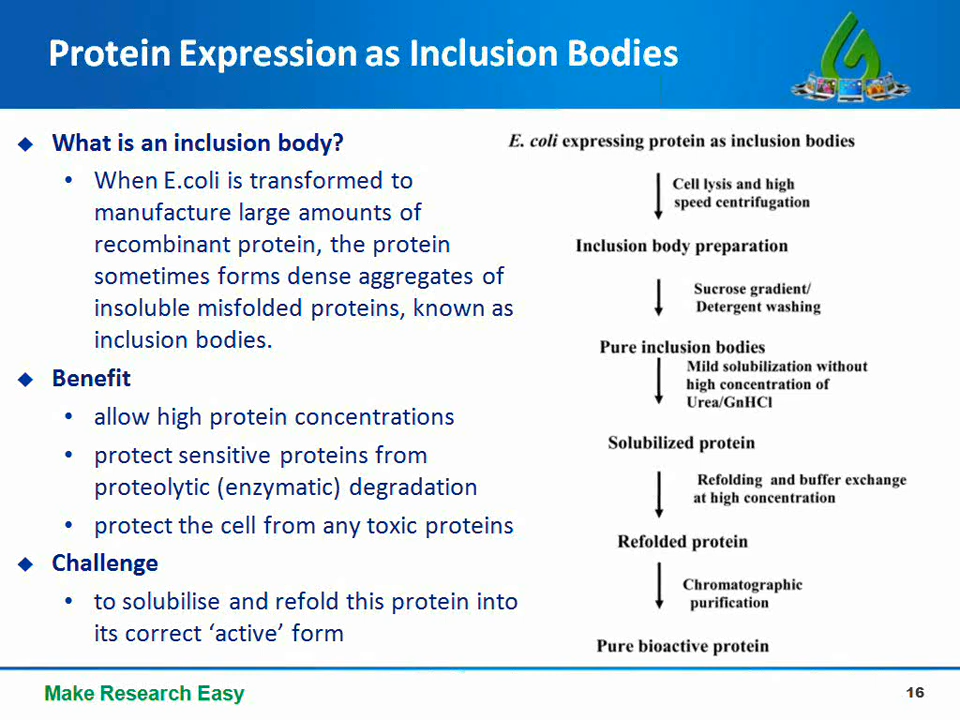 Protein Expression as Inclusion Bodies
What is an inclusion body?
When E.coli is transformed to
manufacture large amounts of
recombinant protein, the protein
sometimes forms dense aggregates of
insoluble misfolded proteins, known as
inclusion bodies.
Benefit
allow high protein concentrations
protect sensitive proteins from
proteolytic (enzymatic) degradation
protect the cell from any toxic proteins
Challenge
to solubilise and refold this protein into
its correct ‘active’ form
E. coli expressing protein as inclusion bodies
Cell lysis and high
speed centrifugation
Inclusion body preparation
Sucrose gradient/
Detergent washing
Pure inclusion bodies
Mild solubilization without
high concentration of
Urea/GnHCl
Solubilized protein
Refolding and buffer exchange
at high concentration
Refolded protein
Chromatographic
purification
Pure bioactive protein
Make Research Easy
16